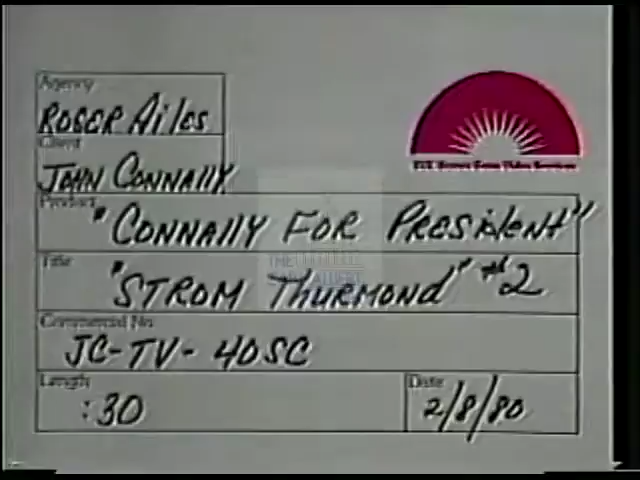 Agency
ROGER AiLES
Client
JOHN CONNALLY
Product
"CONNALLY FOR PRESidENT"
Title
"STROM THURMOND" #2
Commercial No.
JC-TV-40SC
Length
:30
Date
2/8/80
THE